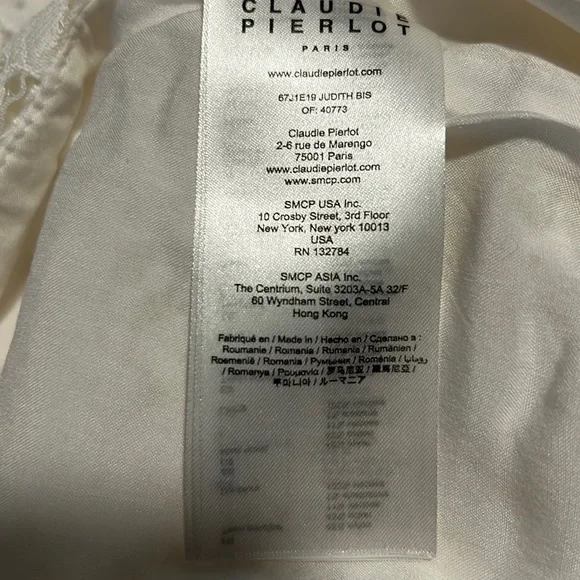 CLAUDIE
PIERLOT
PARIS
www.claudiepierlot.com
67J1E19 JUDITH BIS
OF: 40773
Claudie Pierlot
2-6 rue de Marengo
75001 Paris
www.claudiepierlot.com
www.smcp.com
SMCP USA Inc.
10 Crosby Street, 3rd Floor
New York, New York 10013
USA
RN 132784
SMCP ASIA Inc.
The Centrium, Suite 3203A-5A 32/F
60 Wyndham Street, Central
Hong Kong
Fabriqué en / Made in / Hecho en / Сделано в :
Roumanie / Romania / Rumania / Rumänien /
Roemenië / Romania / Румыния / Romania / رومانيا
/ Romanya / Ρουμανία / 罗马尼亚 / 羅馬尼亞 /
루마니아 / ルーマニア